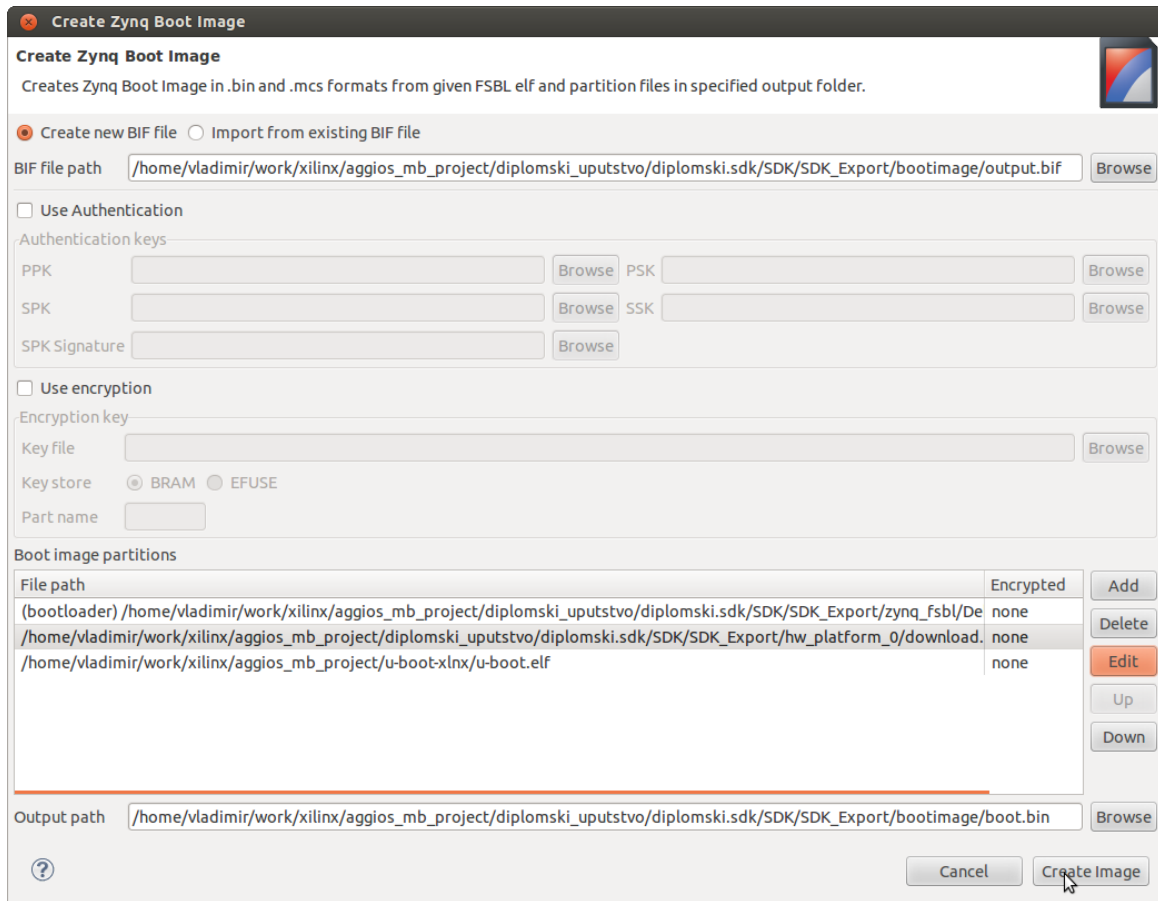 Create Zynq Boot Image
Create Zynq Boot Image
Creates Zynq Boot Image in .bin and .mcs formats from given FSBL elf and partition files in specified output folder.
Create new BIF file Import from existing BIF file
BIF file path /home/vladimir/work/xilinx/aggios_mb_project/diplomski_uputstvo/diplomski.sdk/SDK/SDK_Export/bootimage/output.bif Browse
Use Authentication
Authentication keys
PPK Browse PSK Browse
SPK Browse SSK Browse
SPK Signature Browse
Use encryption
Encryption key
Key file Browse
Key store BRAM EFUSE
Part name
Boot image partitions
File path Encrypted Add
(bootloader) /home/vladimir/work/xilinx/aggios_mb_project/diplomski_uputstvo/diplomski.sdk/SDK/SDK_Export/zynq_fsbl/De none
Delete
/home/vladimir/work/xilinx/aggios_mb_project/diplomski_uputstvo/diplomski.sdk/SDK/SDK_Export/hw_platform_0/download. none
/home/vladimir/work/xilinx/aggios_mb_project/u-boot-xlnx/u-boot.elf none Edit
Up
Down
Output path /home/vladimir/work/xilinx/aggios_mb_project/diplomski_uputstvo/diplomski.sdk/SDK/SDK_Export/bootimage/boot.bin Browse
? Cancel Create Image